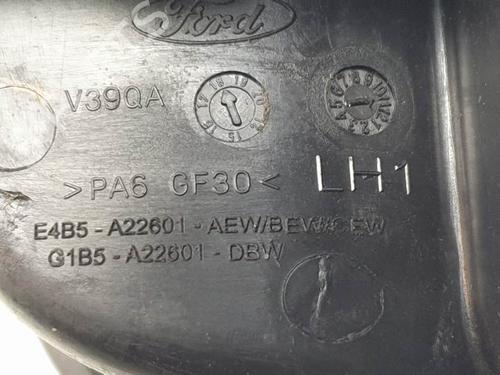 Ford
V39QA
>PA6 GF30< LH1
E4B5-A22601-AEW/BEW/CEW
G1B5-A22601-DBW